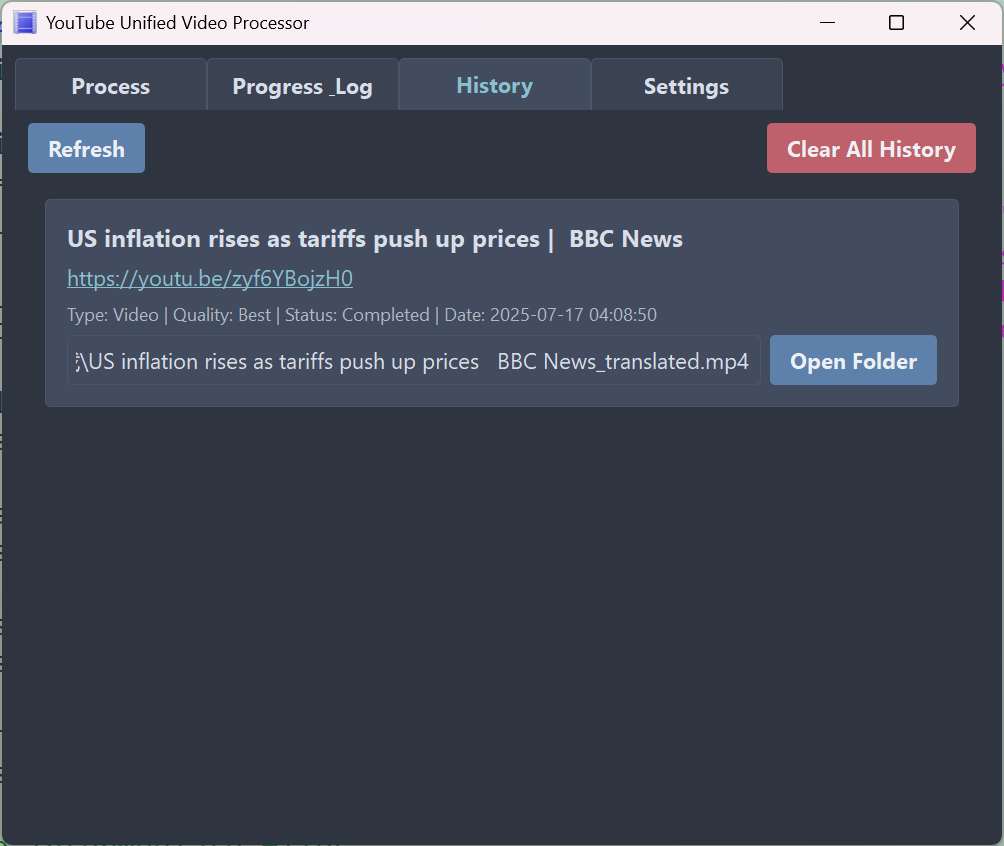 YouTube Unified Video Processor
Process Progress _Log History Settings
Refresh Clear All History
US inflation rises as tariffs push up prices | BBC News
https://youtu.be/zyf6YBojzH0
Type: Video | Quality: Best | Status: Completed | Date: 2025-07-17 04:08:50
\US inflation rises as tariffs push up prices BBC News_translated.mp4 Open Folder